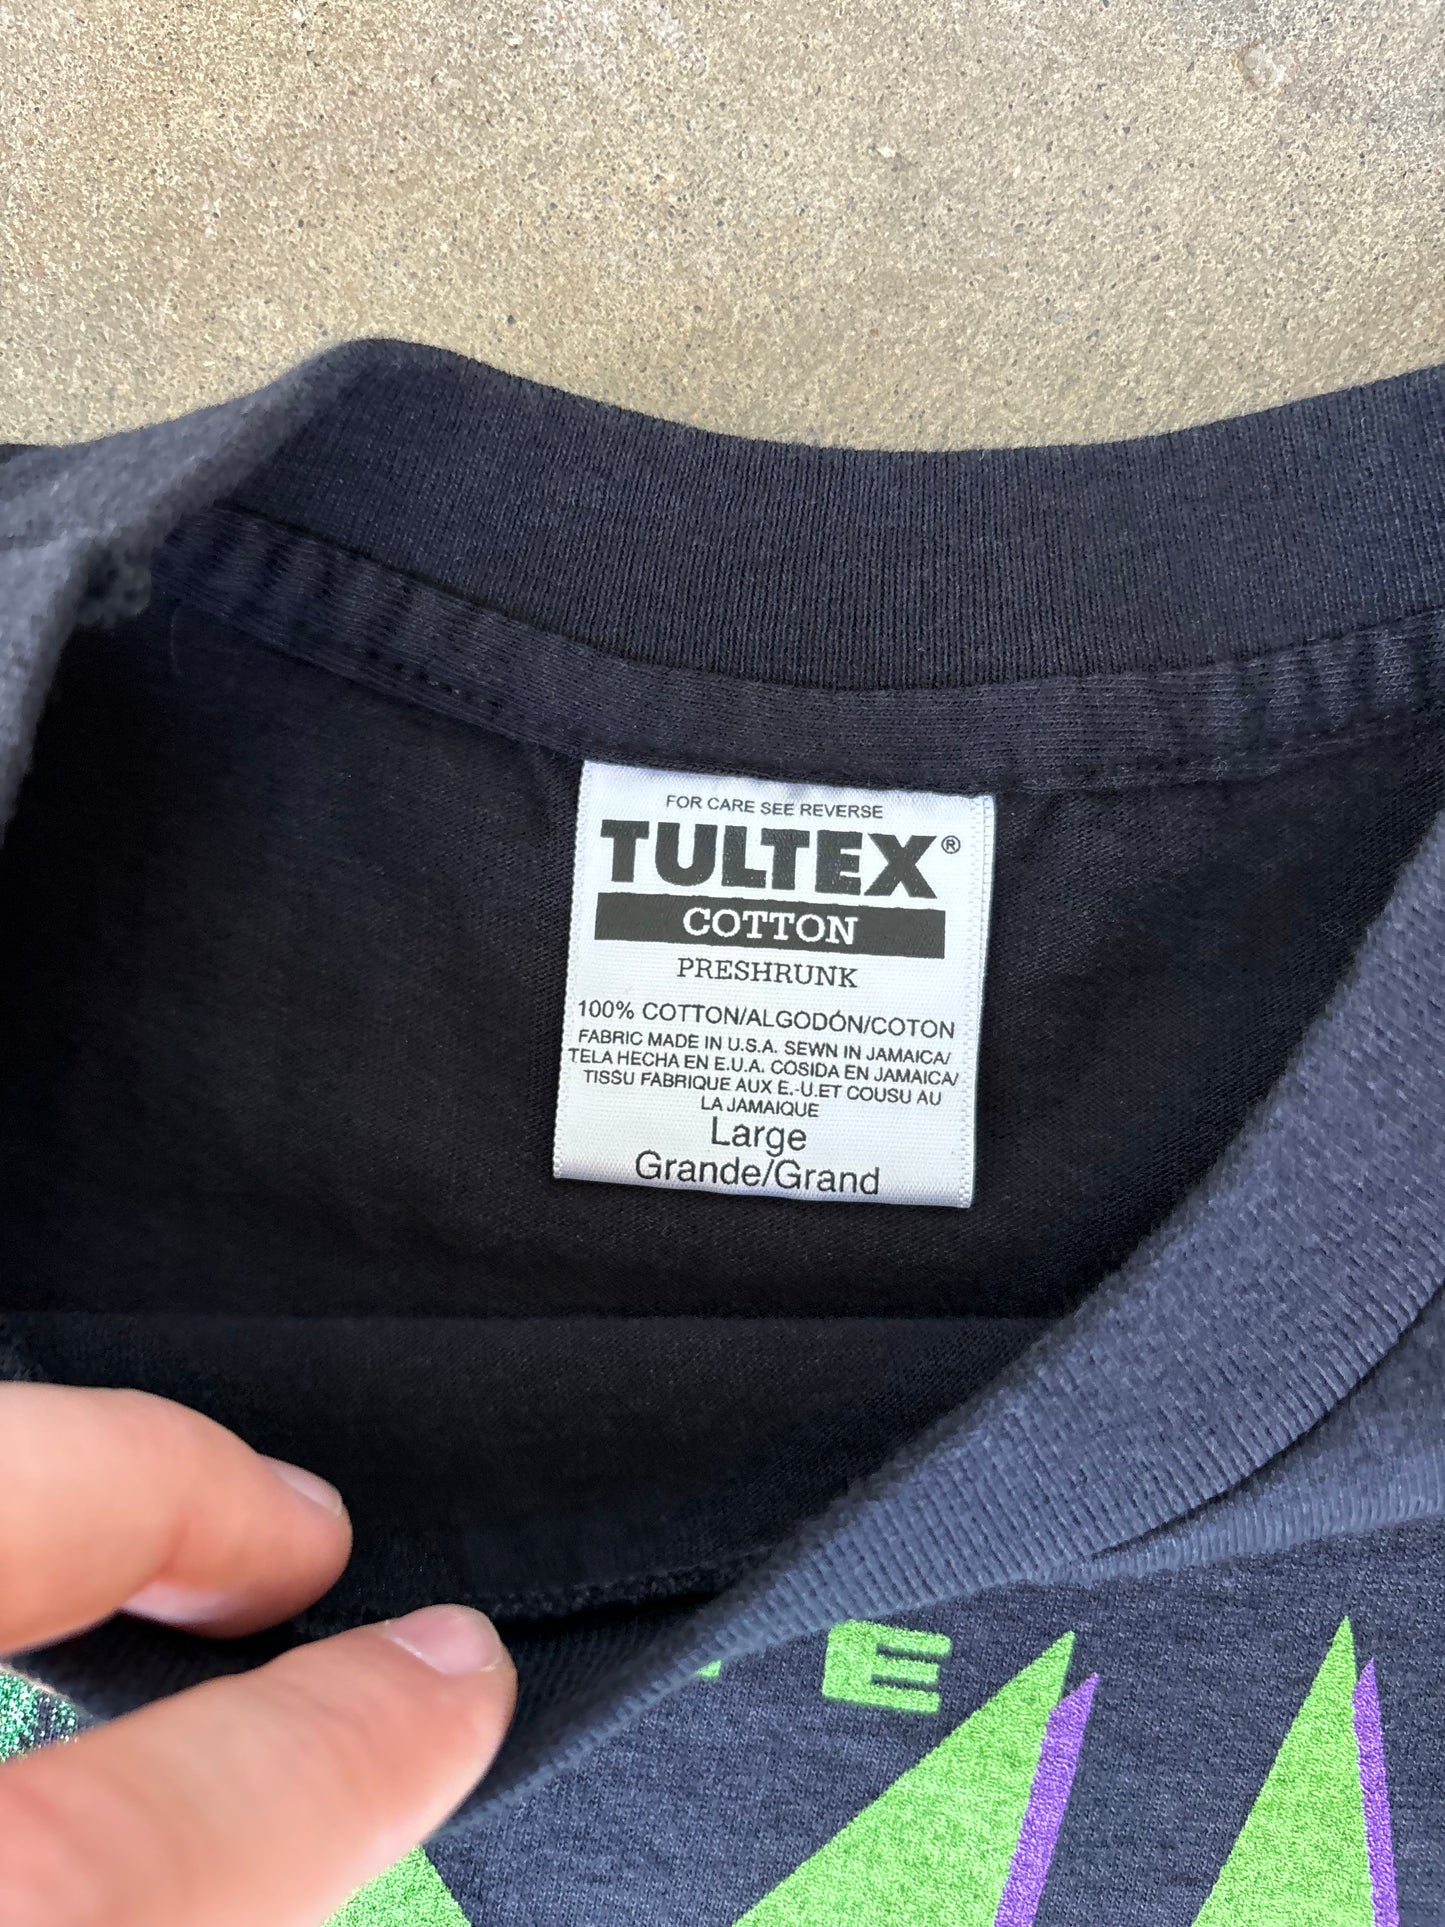 FOR CARE SEE REVERSE
TULTEX®
COTTON
PRESHRUNK
100% COTTON/ALGODÓN/COTON
FABRIC MADE IN U.S.A. SEWN IN JAMAICA/
TELA HECHA EN E.U.A. COSIDA EN JAMAICA/
TISSU FABRIQUE AUX E.-U.ET COUSU AU
LA JAMAIQUE
Large
Grande/Grand
E